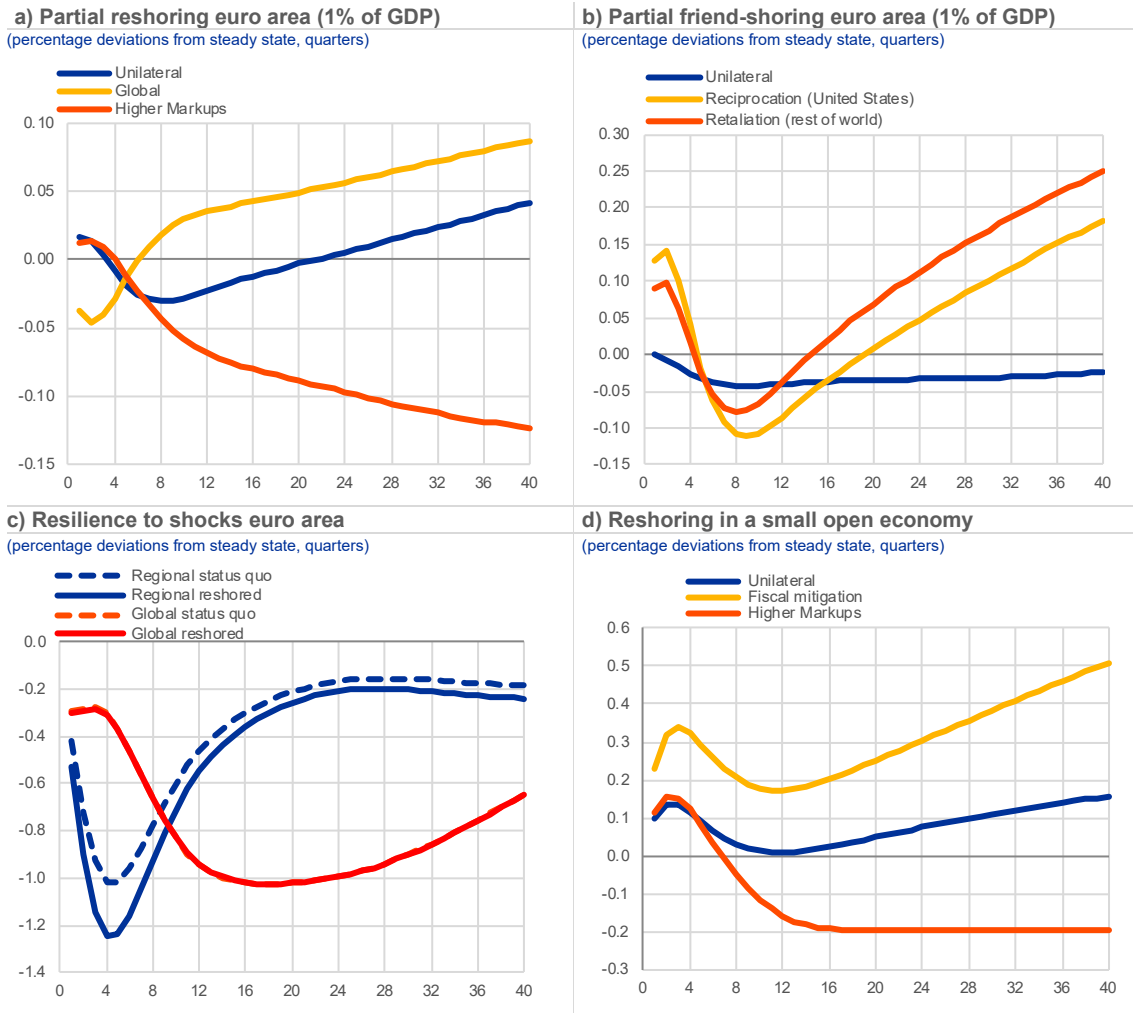 a) Partial reshoring euro area (1% of GDP)
(percentage deviations from steady state, quarters)
Unilateral
Global
Higher Markups
0.10
0.05
0.00
-0.05
-0.10
-0.15
0 4 8 12 16 20 24 28 32 36 40
b) Partial friend-shoring euro area (1% of GDP)
(percentage deviations from steady state, quarters)
Unilateral
Reciprocation (United States)
Retaliation (rest of world)
0.30
0.25
0.20
0.15
0.10
0.05
0.00
-0.05
-0.10
-0.15
0 4 8 12 16 20 24 28 32 36 40
c) Resilience to shocks euro area
(percentage deviations from steady state, quarters)
Regional status quo
Regional reshored
Global status quo
Global reshored
0.0
-0.2
-0.4
-0.6
-0.8
-1.0
-1.2
-1.4
0 4 8 12 16 20 24 28 32 36 40
d) Reshoring in a small open economy
(percentage deviations from steady state, quarters)
Unilateral
Fiscal mitigation
Higher Markups
0.6
0.5
0.4
0.3
0.2
0.1
0.0
-0.1
-0.2
-0.3
0 4 8 12 16 20 24 28 32 36 40